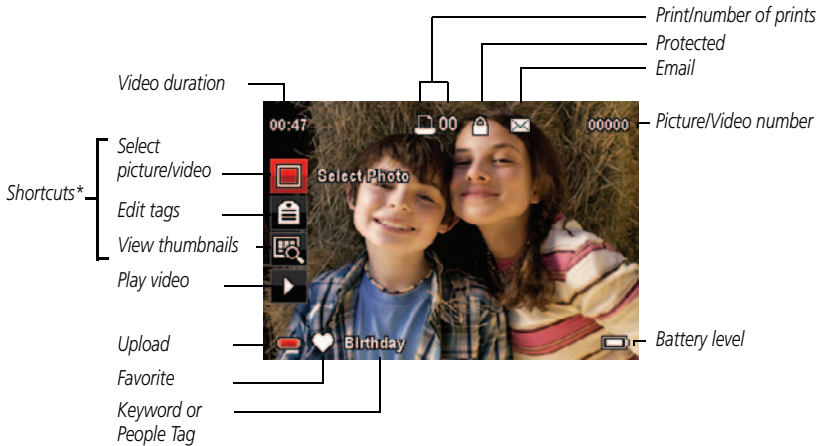 Print/number of prints
Protected
Email
Video duration
00:47
00
00000
Picture/Video number
Select
picture/video
Select Photo
Shortcuts*
Edit tags
View thumbnails
Play video
Upload
Birthday
Battery level
Favorite
Keyword or
People Tag